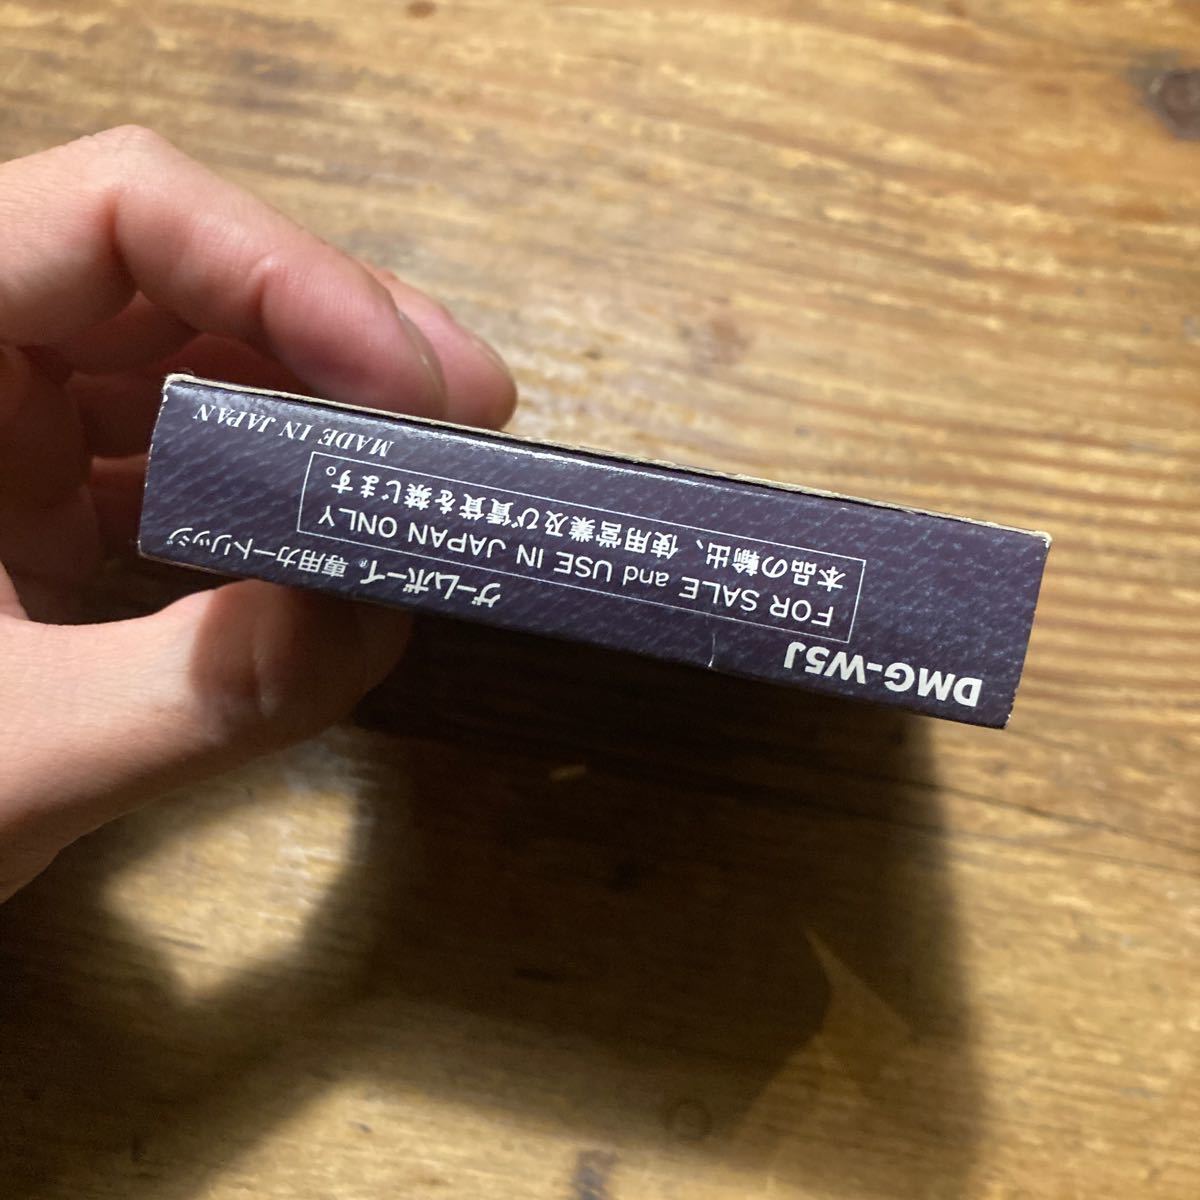 DMG-W5J
ゲームボーイ® 専用カートリッジ
FOR SALE and USE IN JAPAN ONLY
本品の輸出、使用営業及び賃貸を禁じます。
MADE IN JAPAN